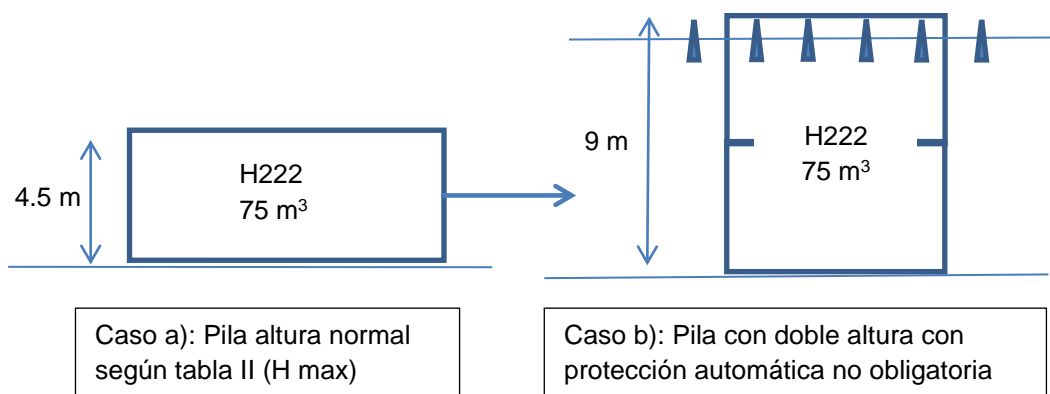 4.5 m
H222
75 m³
9 m
H222
75 m³
Caso a): Pila altura normal
según tabla II (H max)
Caso b): Pila con doble altura con
protección automática no obligatoria